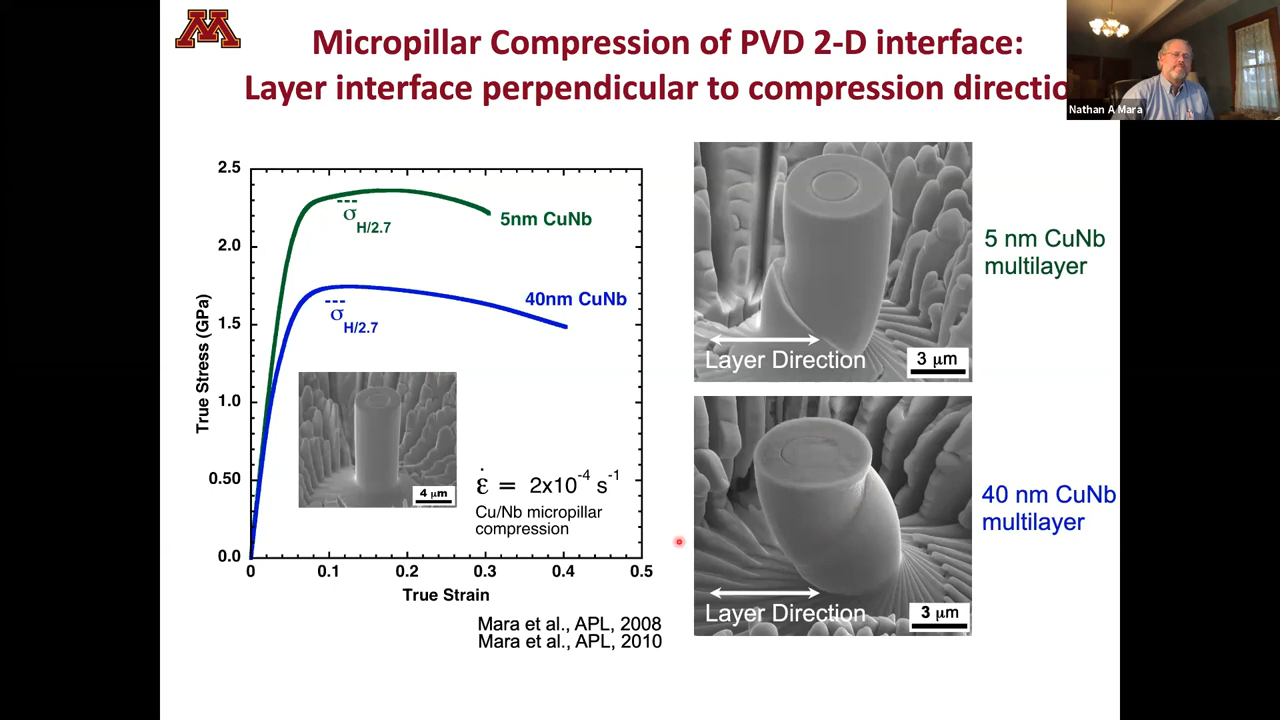 M
Micropillar Compression of PVD 2-D interface:
Layer interface perpendicular to compression directio
Nathan A Mara
2.5
2.0
1.5
1.0
0.50
0.0
0
0.1
0.2
0.3
0.4
0.5
True Stress (GPa)
True Strain
σH/2.7
5nm CuNb
σH/2.7
40nm CuNb
4 μm
ε̇ = 2x10⁻⁴ s⁻¹
Cu/Nb micropillar
compression
Mara et al., APL, 2008
Mara et al., APL, 2010
Layer Direction
3 μm
5 nm CuNb
multilayer
Layer Direction
3 μm
40 nm CuNb
multilayer